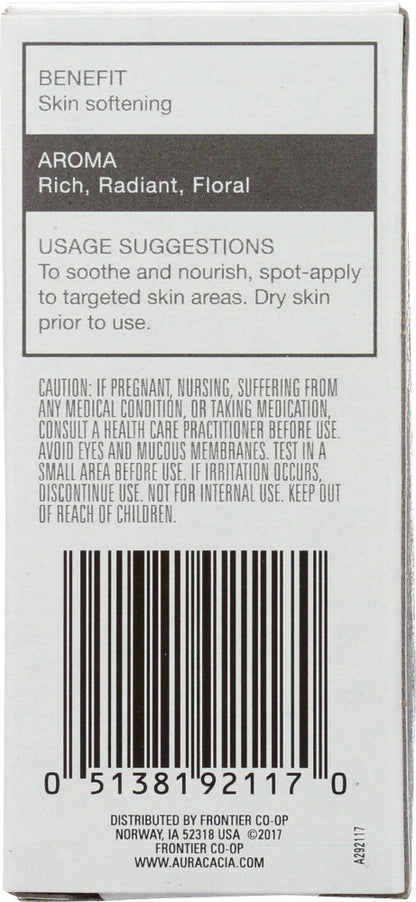 BENEFIT
Skin softening
AROMA
Rich, Radiant, Floral
USAGE SUGGESTIONS
To soothe and nourish, spot-apply
to targeted skin areas. Dry skin
prior to use.
CAUTION: IF PREGNANT, NURSING, SUFFERING FROM
ANY MEDICAL CONDITION, OR TAKING MEDICATION,
CONSULT A HEALTH CARE PRACTITIONER BEFORE USE.
AVOID EYES AND MUCOUS MEMBRANES. TEST IN A
SMALL AREA BEFORE USE. IF IRRITATION OCCURS,
DISCONTINUE USE. NOT FOR INTERNAL USE. KEEP OUT
OF REACH OF CHILDREN.
0 51381 92117 0
DISTRIBUTED BY FRONTIER CO-OP
NORWAY, IA 52318 USA ©2017
FRONTIER CO-OP
WWW.AURACACIA.COM
A292117